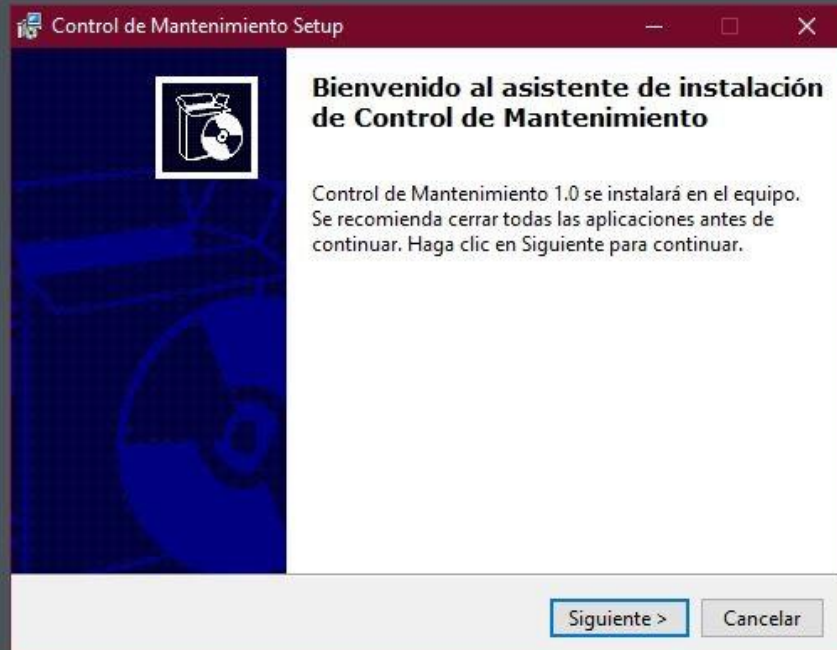 Control de Mantenimiento Setup
Bienvenido al asistente de instalación
de Control de Mantenimiento
Control de Mantenimiento 1.0 se instalará en el equipo.
Se recomienda cerrar todas las aplicaciones antes de
continuar. Haga clic en Siguiente para continuar.
Siguiente >
Cancelar